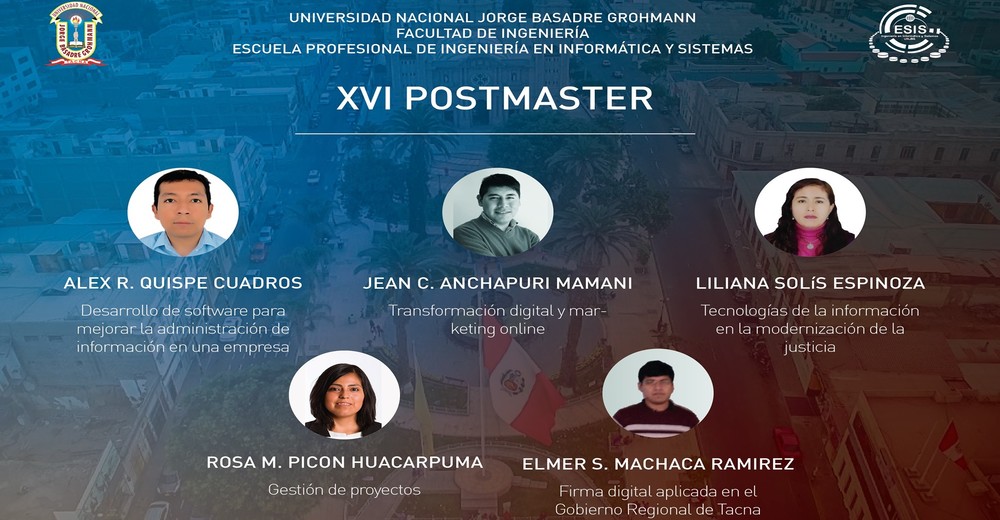 UNIVERSIDAD NACIONAL JORGE BASADRE GROHMANN
FACULTAD DE INGENIERÍA
ESCUELA PROFESIONAL DE INGENIERÍA EN INFORMÁTICA Y SISTEMAS
ESIS
XVI POSTMASTER
ALEX R. QUISPE CUADROS
Desarrollo de software para
mejorar la administración de
información en una empresa
JEAN C. ANCHAPURI MAMANI
Transformación digital y mar-
keting online
LILIANA SOLíS ESPINOZA
Tecnologías de la información
en la modernización de la
justicia
ROSA M. PICON HUACARPUMA
Gestión de proyectos
ELMER S. MACHACA RAMIREZ
Firma digital aplicada en el
Gobierno Regional de Tacna